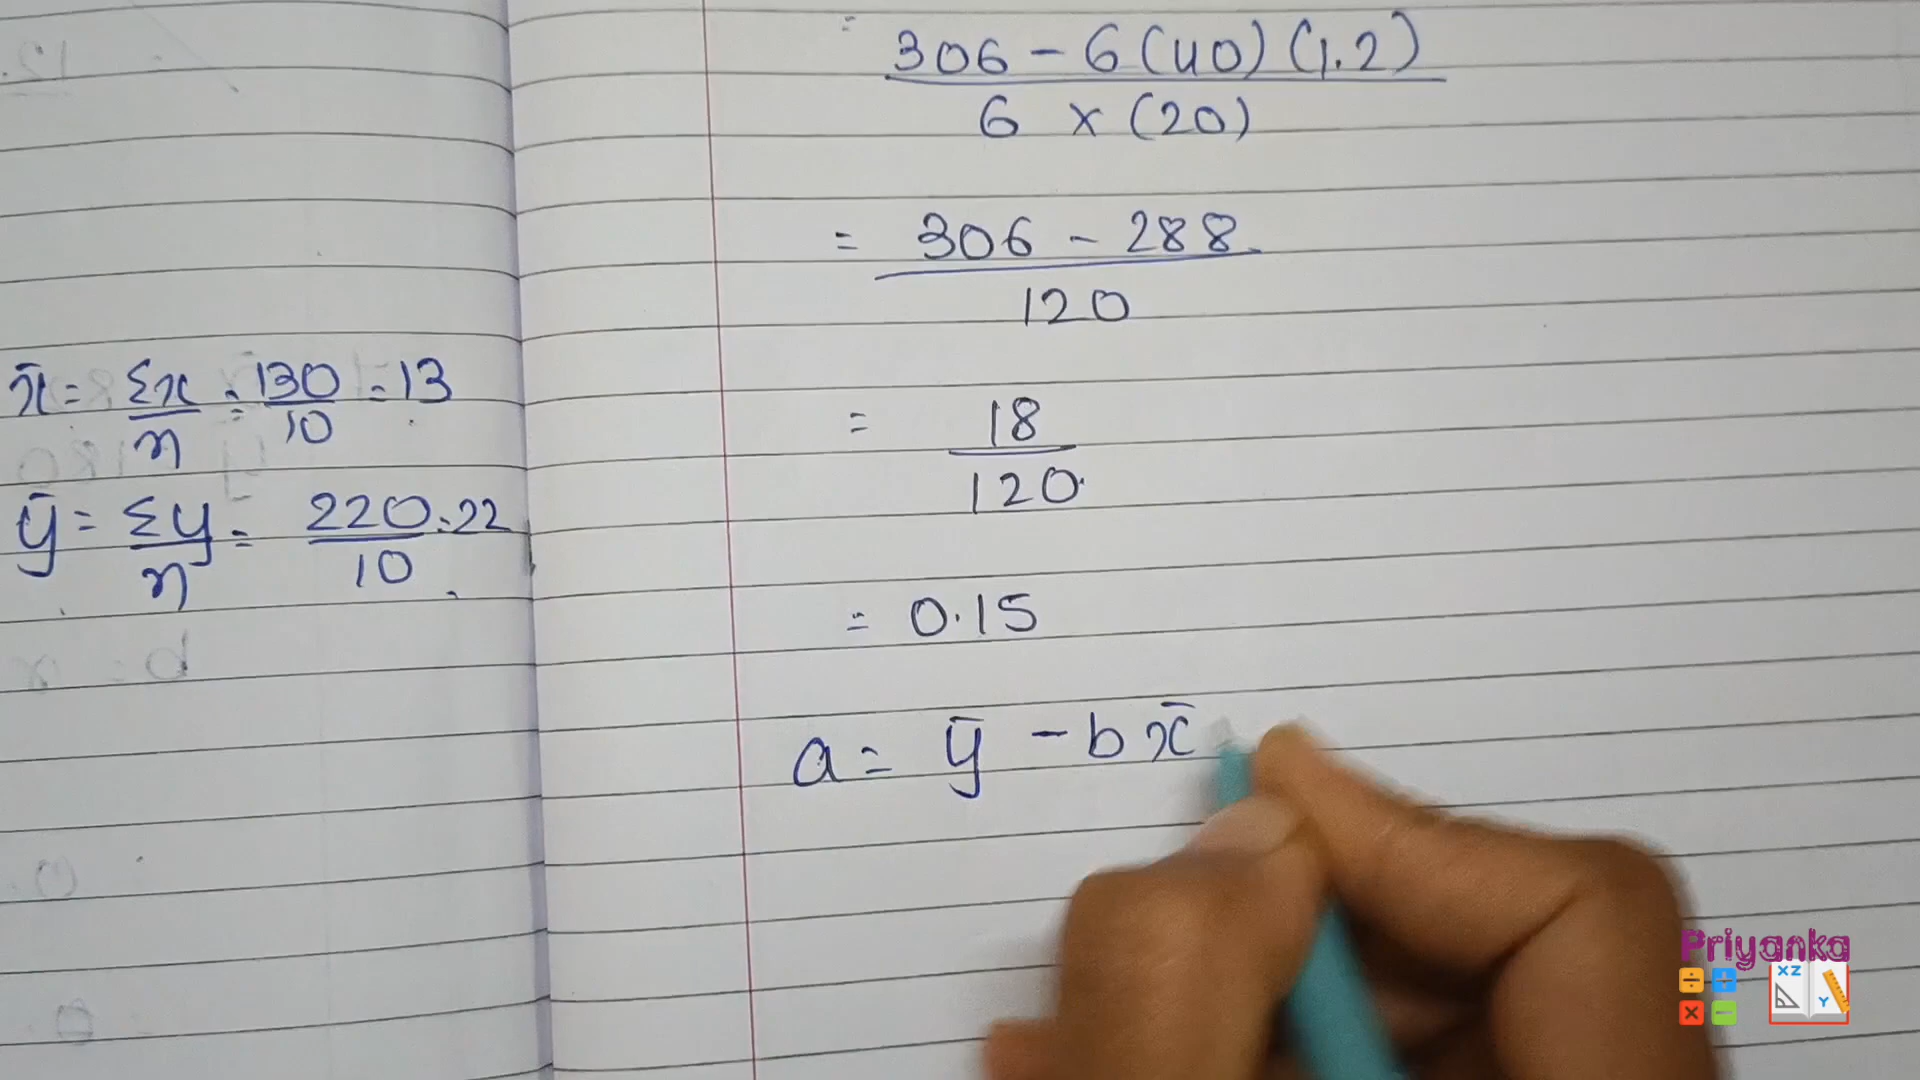 x̄ = Σx/n = 130/10 = 13
ȳ = Σy/n = 220/10 = 22
= 306 - 6(40)(1.2)
6 x (20)
= 306 - 288
120
= 18
120
= 0.15
a = ȳ - b x̄
Priyanka
XZ
Y